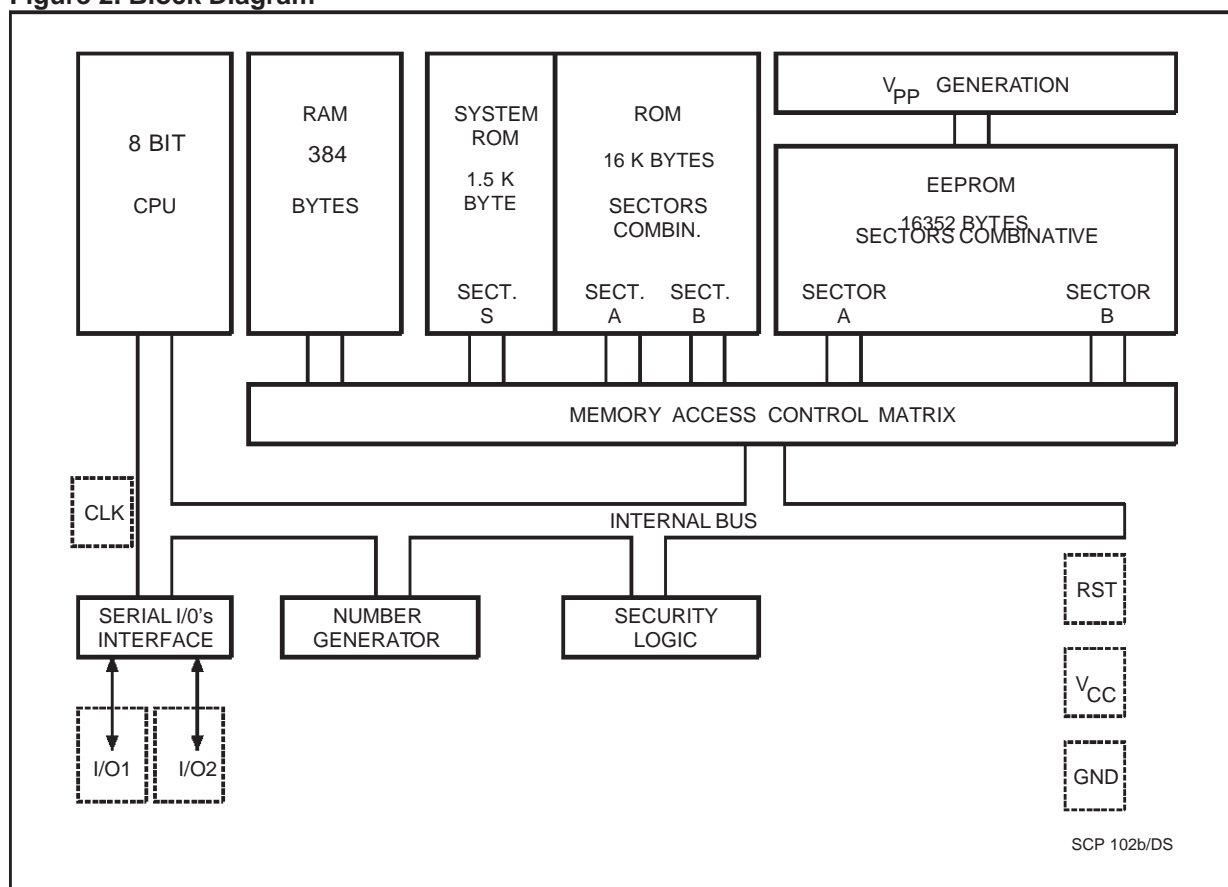 Figure 2. Block Diagram
8 BIT
CPU
RAM
384
BYTES
SYSTEM
ROM
1.5 K
BYTE
SECT.
S
ROM
16 K BYTES
SECTORS
COMBIN.
SECT.
A
SECT.
B
VPP GENERATION
EEPROM
16352 BYTES
SECTORS COMBINATIVE
SECTOR
A
SECTOR
B
MEMORY ACCESS CONTROL MATRIX
CLK
INTERNAL BUS
SERIAL I/0's
INTERFACE
NUMBER
GENERATOR
SECURITY
LOGIC
RST
VCC
GND
I/O1
I/O2
SCP 102b/DS